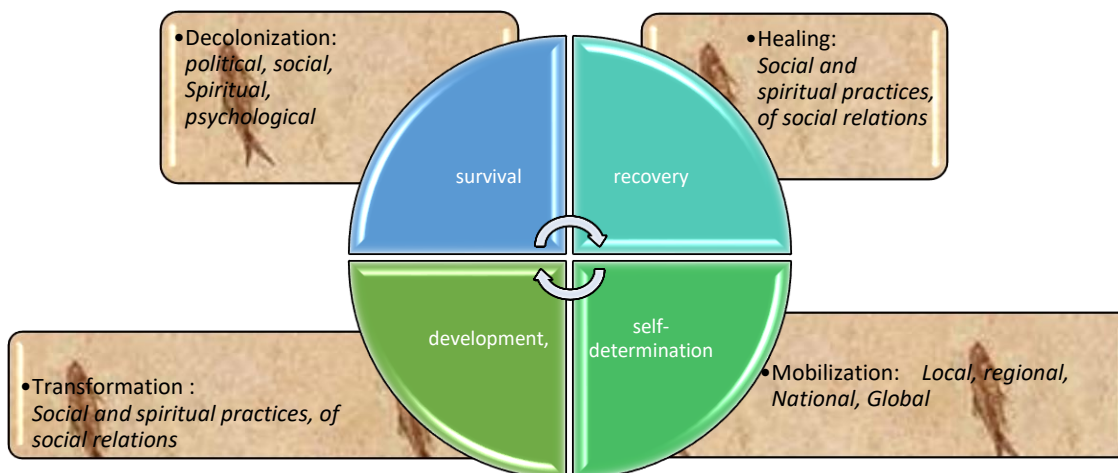 •Decolonization:
political, social,
Spiritual,
psychological
•Healing:
Social and
spiritual practices,
of social relations
survival
recovery
development,
self-
determination
•Transformation :
Social and spiritual practices, of
social relations
•Mobilization: Local, regional,
National, Global